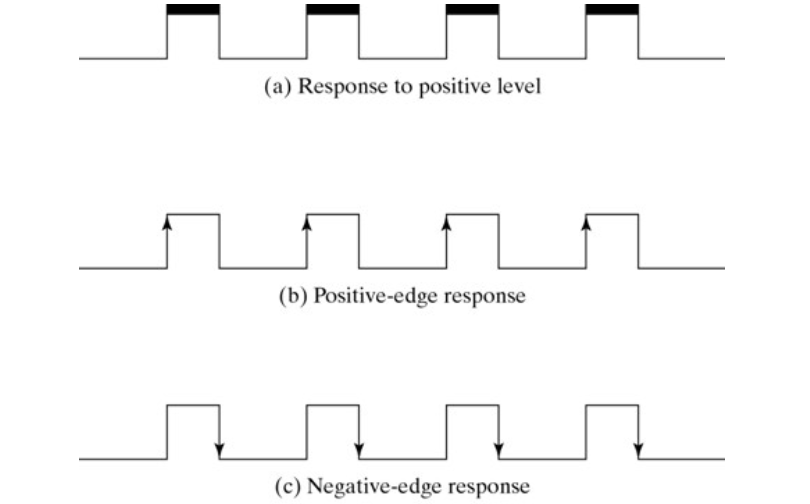 (a) Response to positive level
(b) Positive-edge response
(c) Negative-edge response